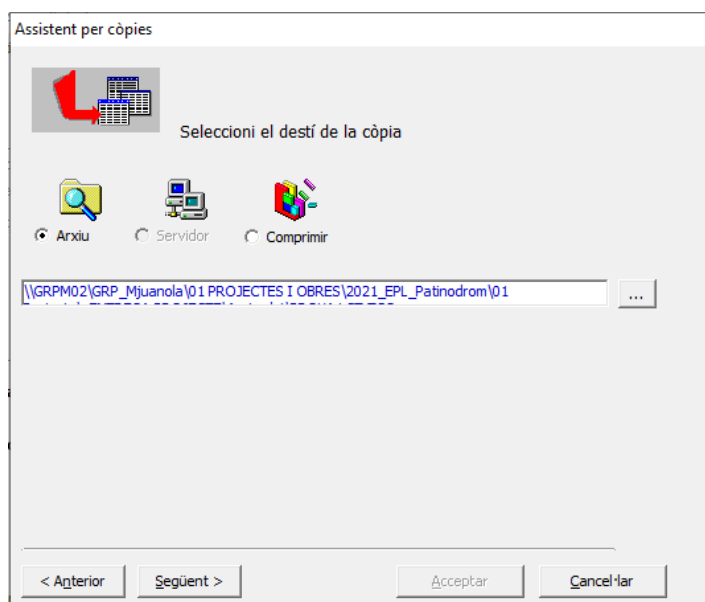 Assistent per còpies
Seleccioni el destí de la còpia
Arxiu
Servidor
Comprimir
\\GRPM02\GRP_Mjuanola\01 PROJECTES I OBRES\2021_EPL_Patinodrom\01
...
< Anterior
Següent >
Acceptar
Cancel·lar